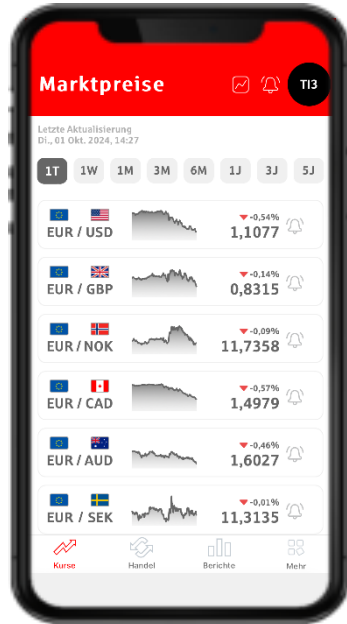 Marktpreise
TI3
Letzte Aktualisierung
Di., 01 Okt. 2024, 14:27
1T 1W 1M 3M 6M 1J 3J 5J
-0,54%
EUR / USD 1,1077
-0,14%
EUR / GBP 0,8315
-0,09%
EUR / NOK 11,7358
-0,57%
EUR / CAD 1,4979
-0,46%
EUR / AUD 1,6027
-0,01%
EUR / SEK 11,3135
Kurse Handel Berichte Mehr